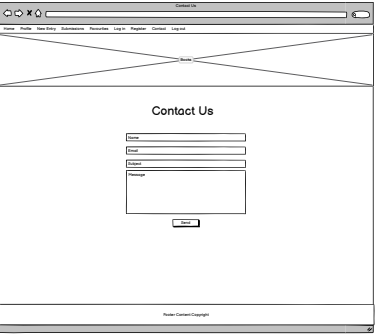 Contact Us
Home Profile New Entry Submissions Favourites Log in Register Contact Log out
Books
Contact Us
Name
Email
Subject
Message
Send
Footer Content Copyright